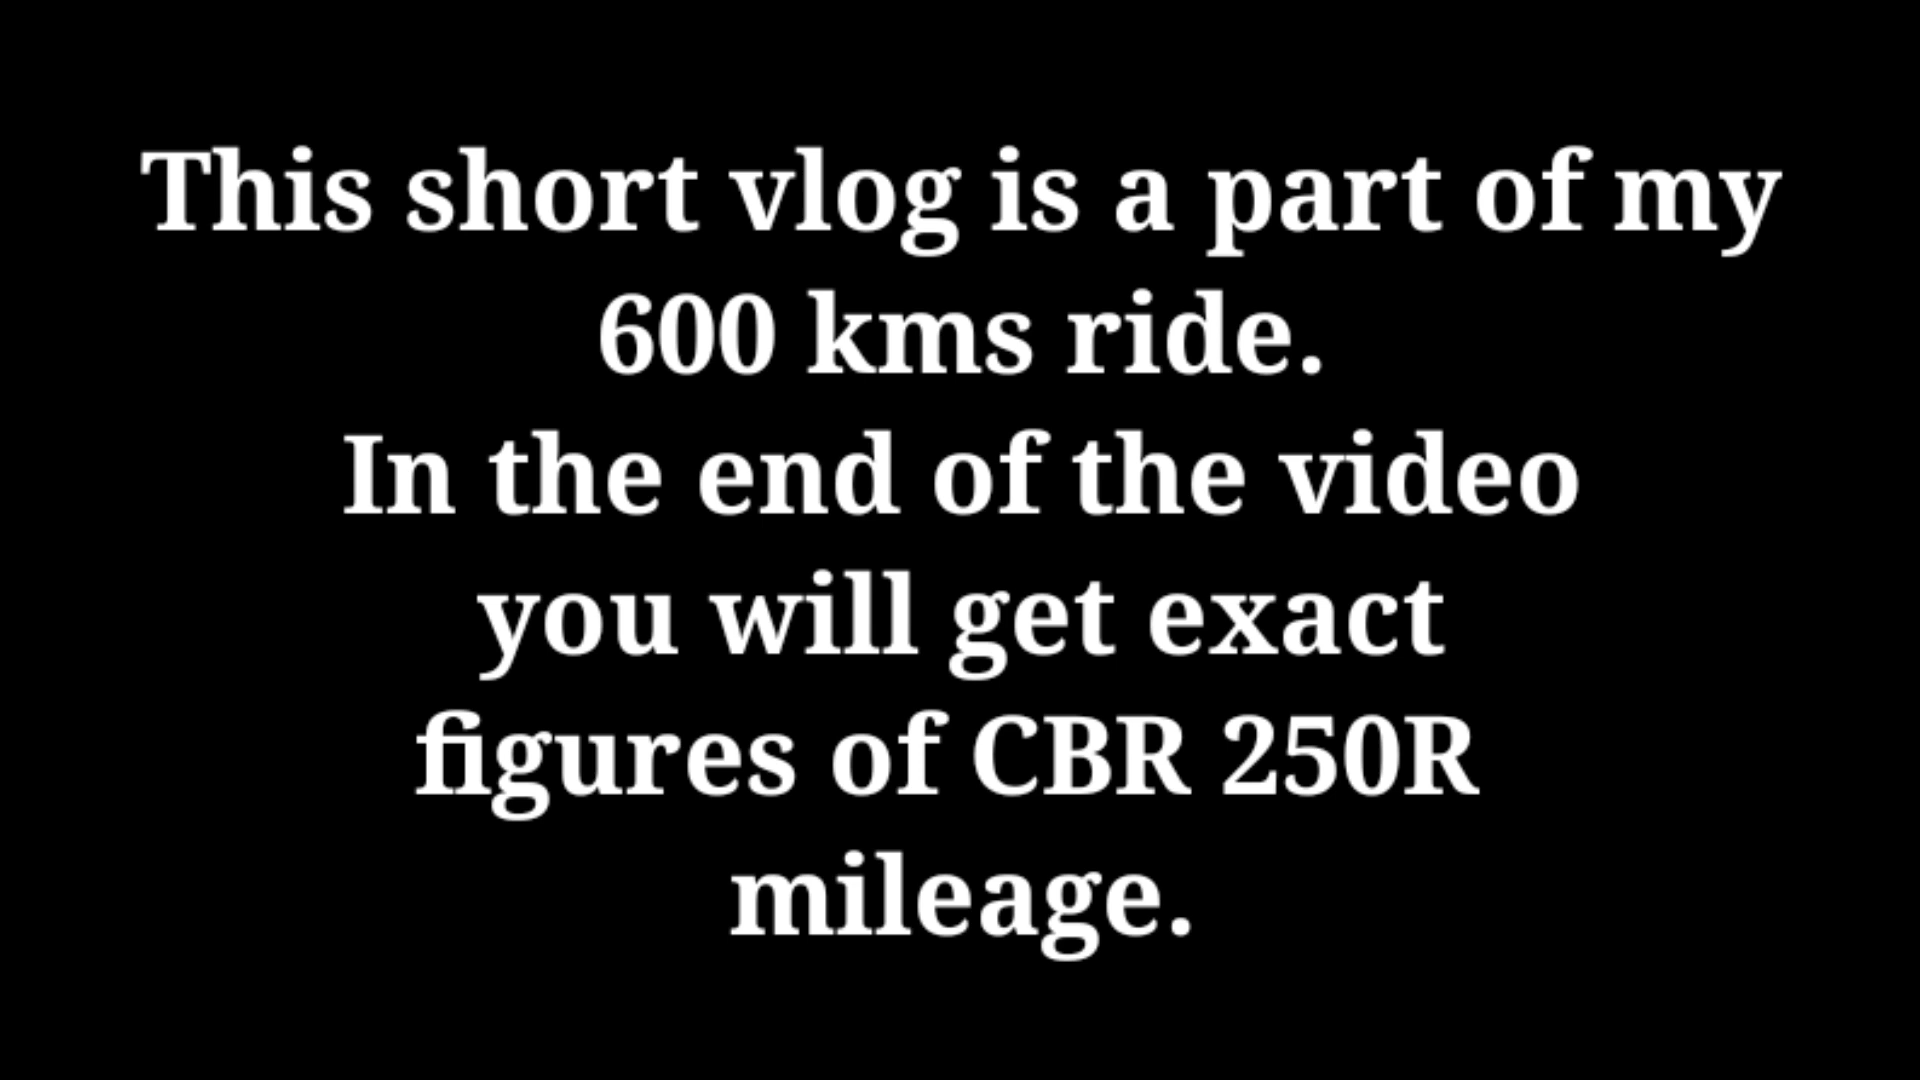 This short vlog is a part of my
600 kms ride.
In the end of the video
you will get exact
figures of CBR 250R
mileage.